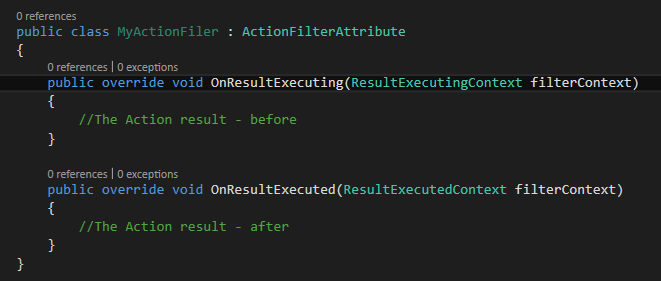 0 references
public class MyActionFiler : ActionFilterAttribute
{
0 references | 0 exceptions
public override void OnResultExecuting(ResultExecutingContext filterContext)
{
//The Action result - before
}
0 references | 0 exceptions
public override void OnResultExecuted(ResultExecutedContext filterContext)
{
//The Action result - after
}
}